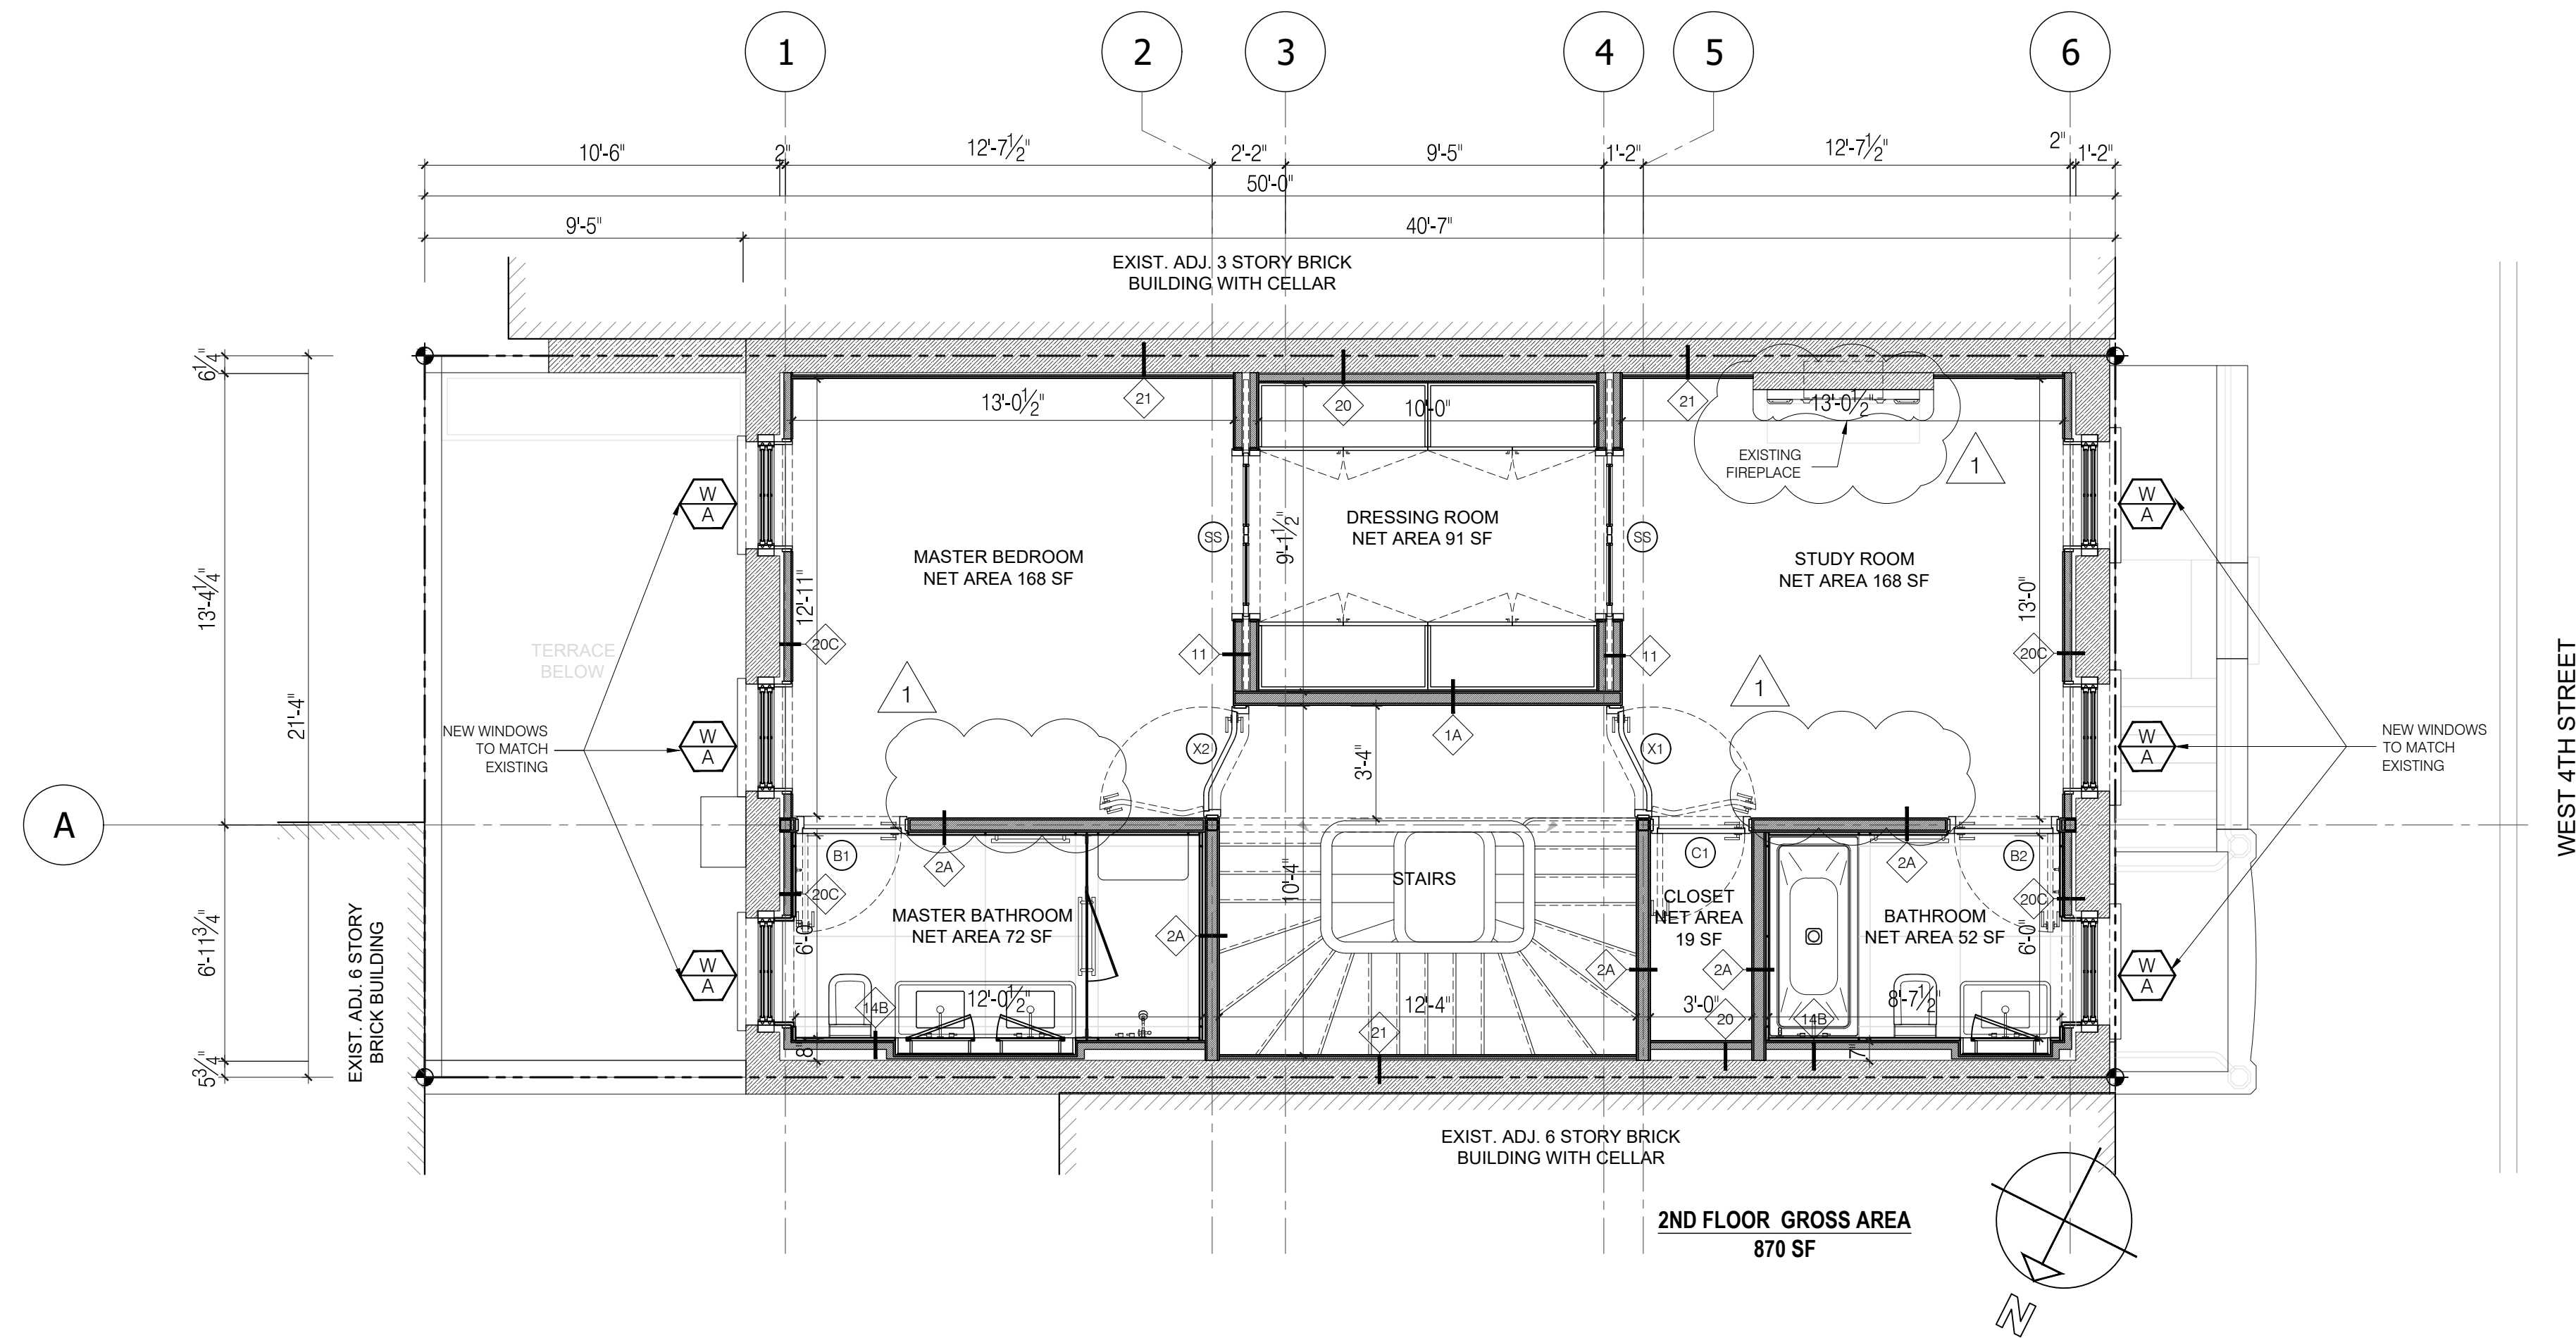 1
2
3
4
5
6
10'-6"
2"
12'-7½"
2'-2"
9'-5"
1'-2"
12'-7½"
2"
1'-2"
50'-0"
9'-5"
40'-7"
EXIST. ADJ. 3 STORY BRICK
BUILDING WITH CELLAR
6¼"
13'-4¼"
21'-4"
6'-11¾"
5¾"
A
13'-0½"
21
20
10'-0"
21
13'-0½"
EXISTING
FIREPLACE
1
W
A
W
A
SS
SS
9'-1½"
DRESSING ROOM
NET AREA 91 SF
MASTER BEDROOM
NET AREA 168 SF
STUDY ROOM
NET AREA 168 SF
12'-11"
13'-0"
TERRACE
BELOW
20C
11
11
20C
1
1
NEW WINDOWS
TO MATCH
EXISTING
W
A
X2
1A
X1
3'-4"
W
A
NEW WINDOWS
TO MATCH
EXISTING
WEST 4TH STREET
B1
2A
C1
2A
B2
10'-4"
STAIRS
20C
CLOSET
NET AREA
19 SF
20C
MASTER BATHROOM
NET AREA 72 SF
6'-0"
2A
BATHROOM
NET AREA 52 SF
6'-0"
EXIST. ADJ. 6 STORY
BRICK BUILDING
W
A
2A
2A
W
A
14B
12'-0½"
12'-4"
3'-0"
8'-7½"
21
20
14B
8"
7"
EXIST. ADJ. 6 STORY BRICK
BUILDING WITH CELLAR
2ND FLOOR GROSS AREA
870 SF
N